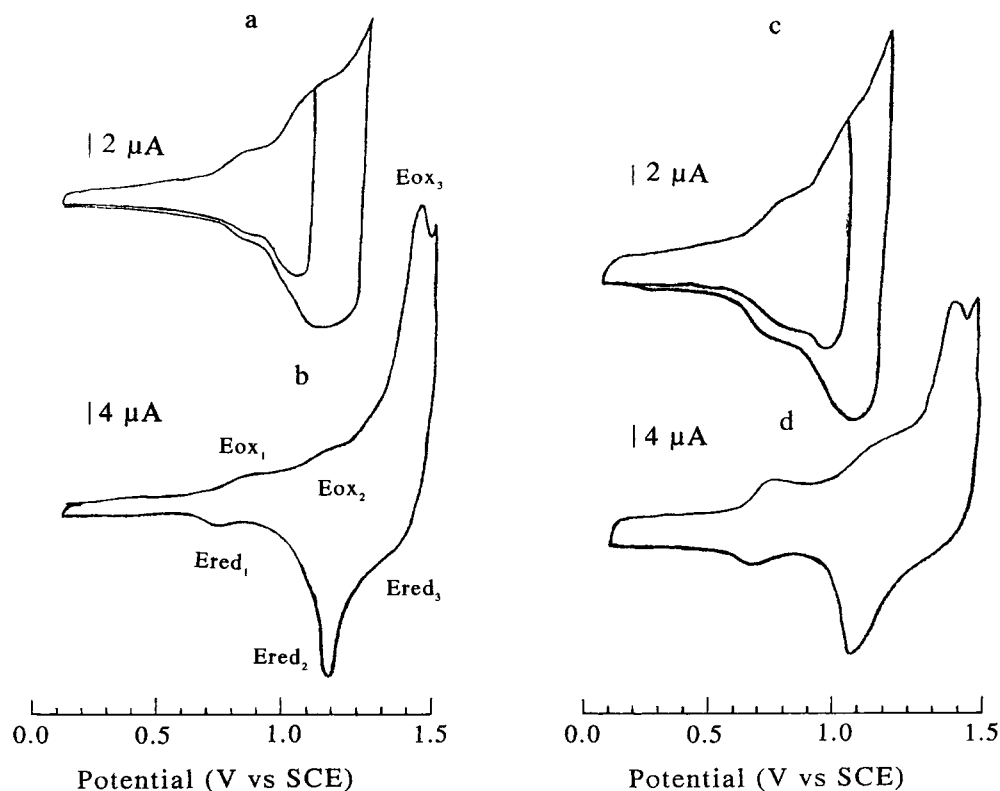 a
| 2 μA
Eox₃
b
| 4 μA
Eox₁
Eox₂
Ered₁
Ered₃
Ered₂
0.0 0.5 1.0 1.5
Potential (V vs SCE)
c
| 2 μA
| 4 μA
d
0.0 0.5 1.0 1.5
Potential (V vs SCE)